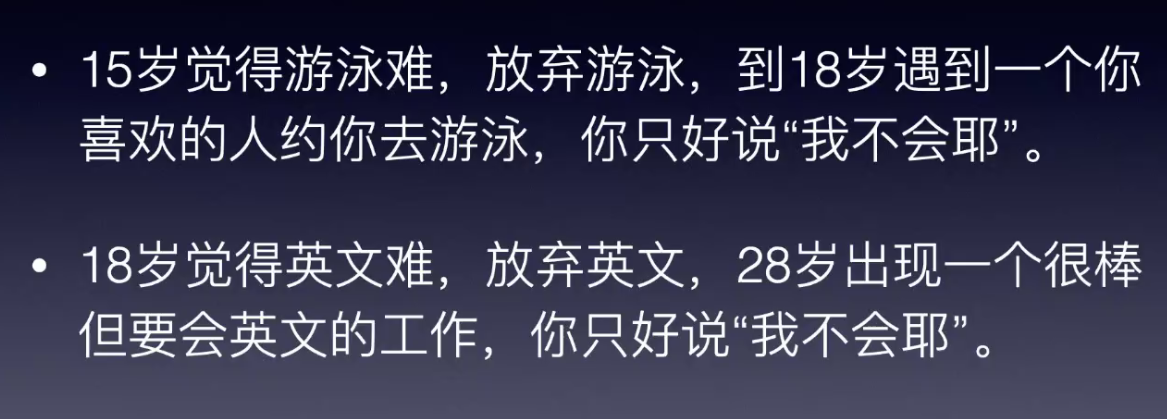 • 15岁觉得游泳难，放弃游泳，到18岁遇到一个你
喜欢的人约你去游泳，你只好说“我不会耶”。
• 18岁觉得英文难，放弃英文，28岁出现一个很棒
但要会英文的工作，你只好说“我不会耶”。